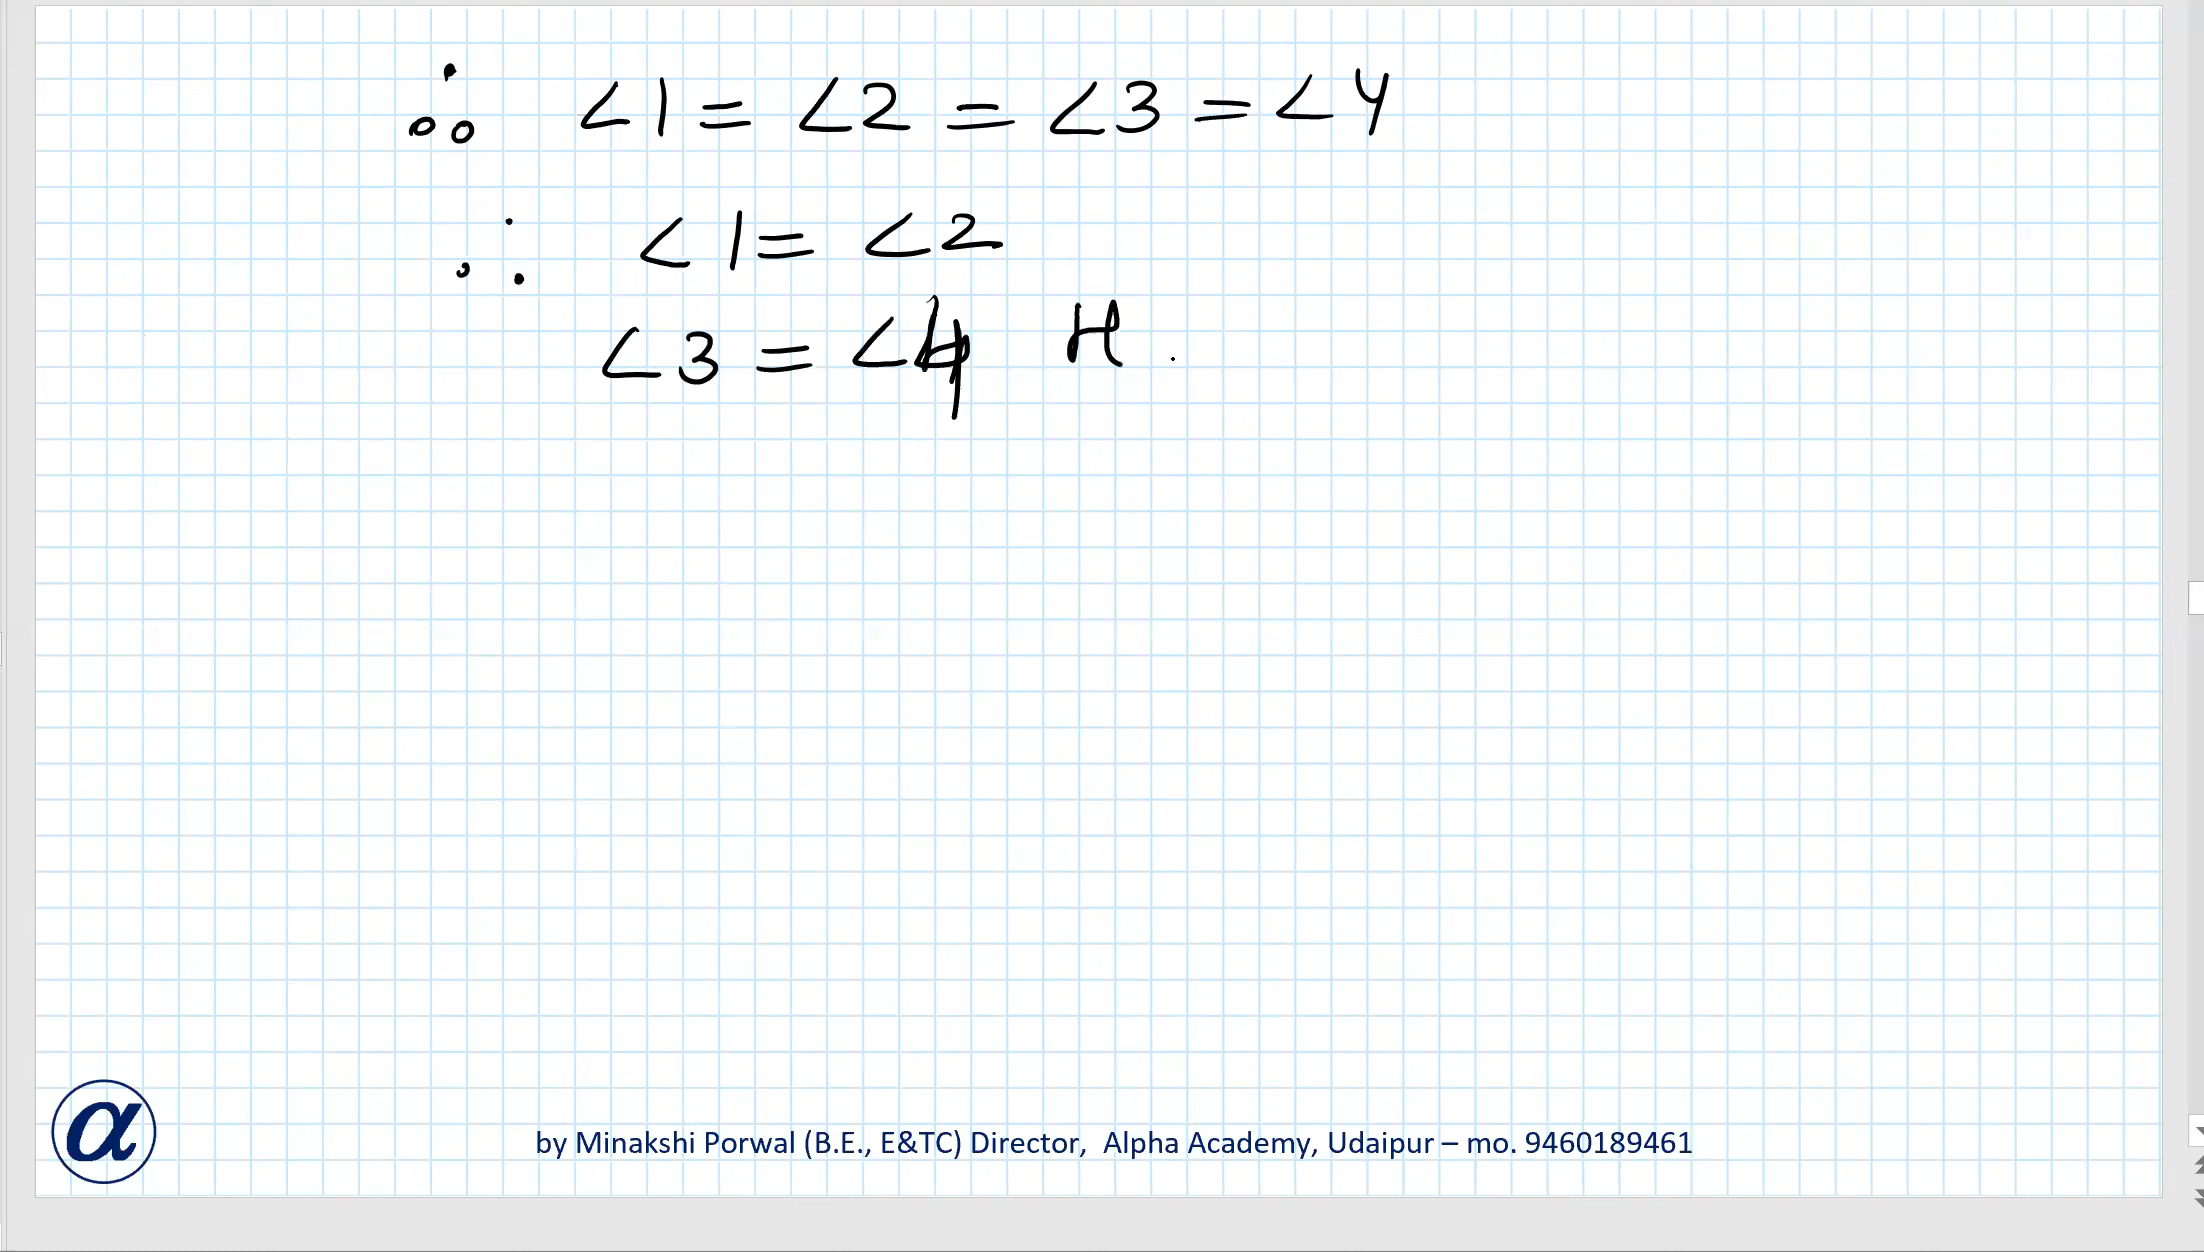 ∴ ∠1 = ∠2 = ∠3 = ∠4
∴ ∠1 = ∠2
∠3 = ∠4 H.
α
by Minakshi Porwal (B.E., E&TC) Director, Alpha Academy, Udaipur – mo. 9460189461